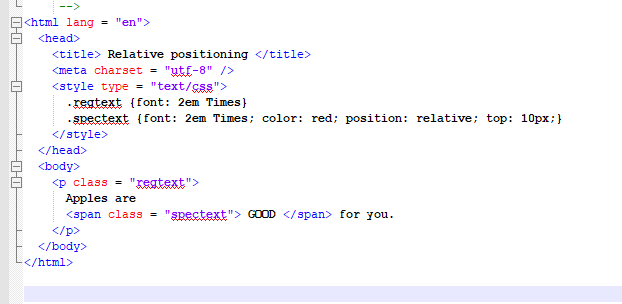 -->
<html lang = "en">
<head>
<title> Relative positioning </title>
<meta charset = "utf-8" />
<style type = "text/css">
.regtext {font: 2em Times}
.spectext {font: 2em Times; color: red; position: relative; top: 10px;}
</style>
</head>
<body>
<p class = "regtext">
Apples are
<span class = "spectext"> GOOD </span> for you.
</p>
</body>
</html>